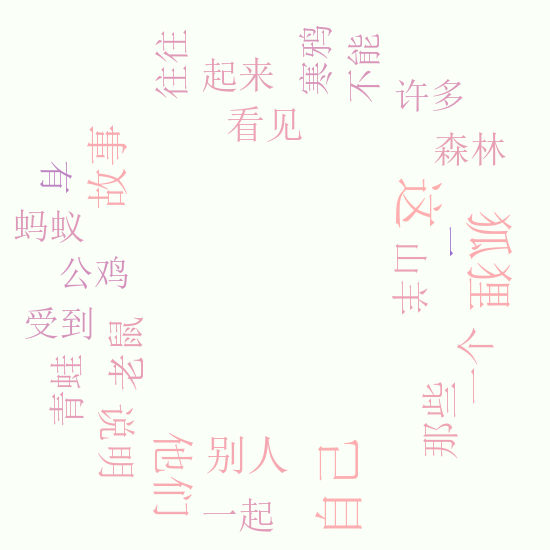 往往
起来
寒鸦
不能
许多
看见
森林
故事
有
这
狐狸
蚂蚁
一
山羊
公鸡
受到
老鼠
一个
青蛙
那些
说明
他们
别人
自己
一起